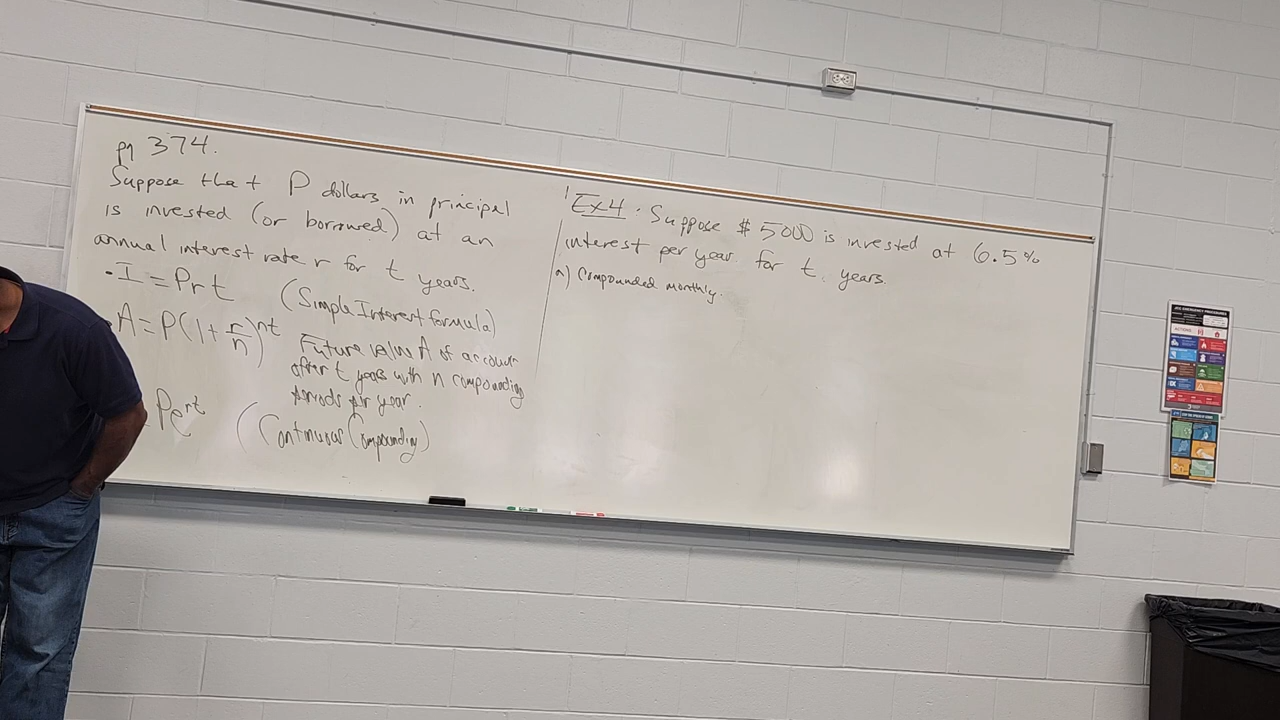 pg 374.
Suppose that P dollars in principal
is invested (or borrowed) at an
annual interest rate r for t years.
• I = Prt (Simple Interest formula)
A = P(1 + r/n)^nt Future value A of account
after t years with n compounding
periods per year.
Pe^rt (Continuous Compounding)
Ex4. Suppose $5000 is invested at 6.5%
interest per year for t years.
a) Compounded monthly.